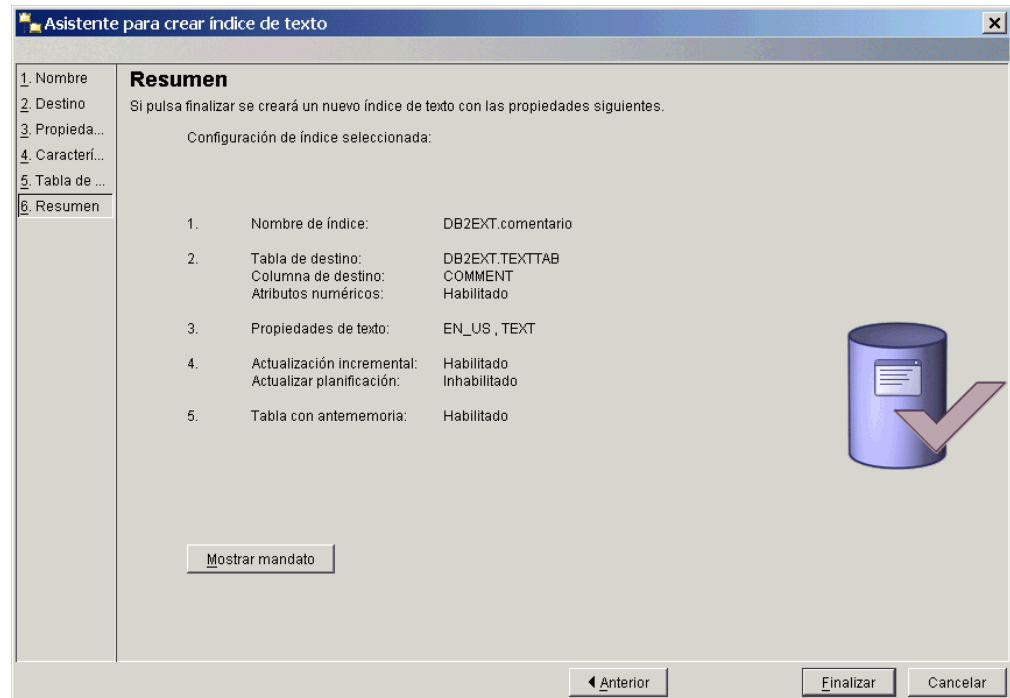 Asistente para crear índice de texto
1. Nombre
2. Destino
3. Propieda...
4. Caracterí...
5. Tabla de ...
6. Resumen
Resumen
Si pulsa finalizar se creará un nuevo índice de texto con las propiedades siguientes.
Configuración de índice seleccionada:
1. Nombre de índice: DB2EXT.comentario
2. Tabla de destino: DB2EXT.TEXTTAB
Columna de destino: COMMENT
Atributos numéricos: Habilitado
3. Propiedades de texto: EN_US , TEXT
4. Actualización incremental: Habilitado
Actualizar planificación: Inhabilitado
5. Tabla con antememoria: Habilitado
Mostrar mandato
Anterior Finalizar Cancelar